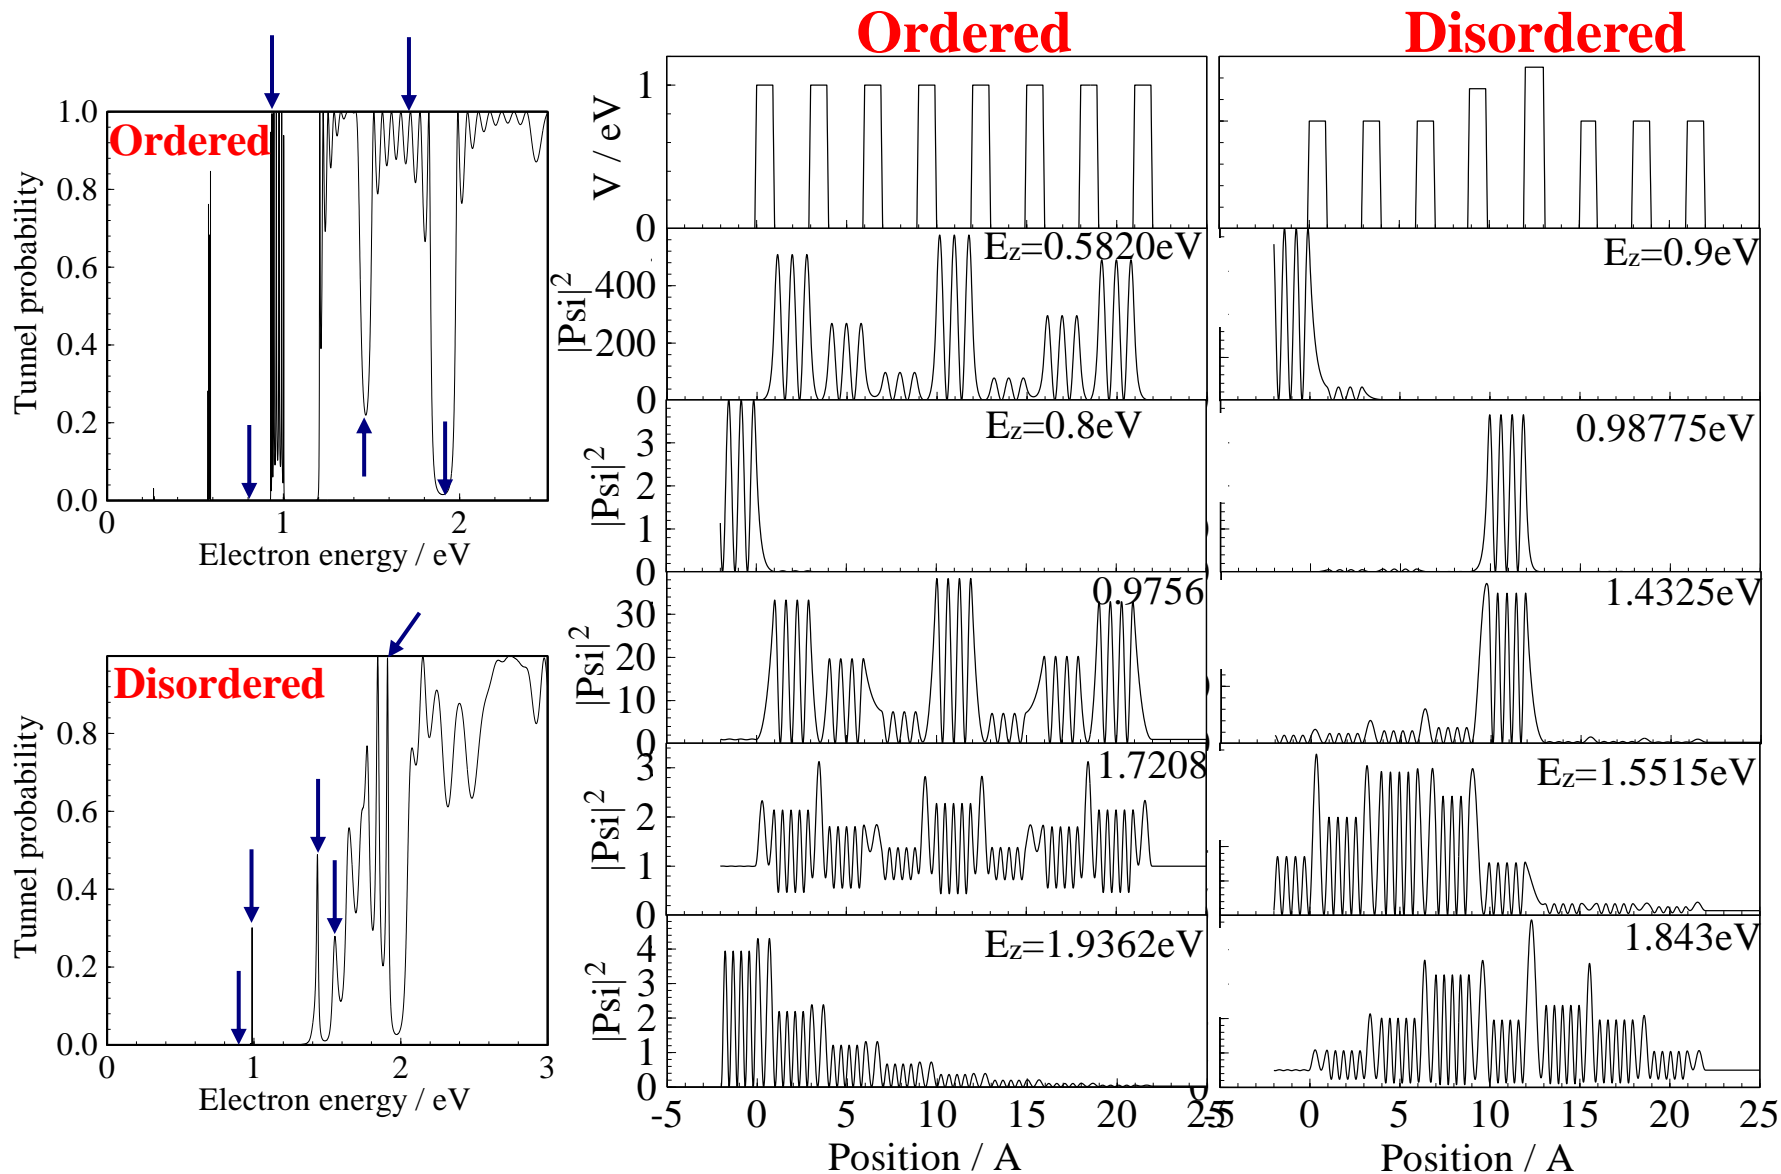 Ordered
Disordered
1.0
0.8
0.6
0.4
0.2
0.0
Tunnel probability
Ordered
0
1
2
Electron energy / eV
0.8
0.6
0.4
0.2
0.0
Tunnel probability
Disordered
0
1
2
3
Electron energy / eV
V / eV
1
0
|Psi|2
400
200
0
Ez=0.5820eV
|Psi|2
3
2
1
0
Ez=0.8eV
|Psi|2
30
20
10
0
0.9756
|Psi|2
3
2
1
0
1.7208
|Psi|2
4
3
2
1
0
Ez=1.9362eV
-5
0
5
10
15
20
Position / A
Ez=0.9eV
0.98775eV
1.4325eV
Ez=1.5515eV
1.843eV
0
5
10
15
20
25
Position / A